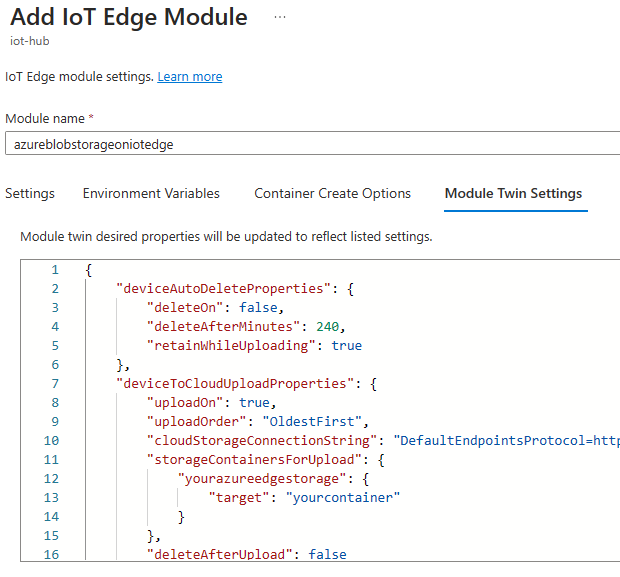 Add IoT Edge Module ...
iot-hub
IoT Edge module settings. Learn more
Module name *
azureblobstorageoniotedge
Settings Environment Variables Container Create Options Module Twin Settings
Module twin desired properties will be updated to reflect listed settings.
1 {
2 "deviceAutoDeleteProperties": {
3 "deleteOn": false,
4 "deleteAfterMinutes": 240,
5 "retainWhileUploading": true
6 },
7 "deviceToCloudUploadProperties": {
8 "uploadOn": true,
9 "uploadOrder": "OldestFirst",
10 "cloudStorageConnectionString": "DefaultEndpointsProtocol=http
11 "storageContainersForUpload": {
12 "yourazureedgestorage": {
13 "target": "yourcontainer"
14 }
15 },
16 "deleteAfterUpload": false